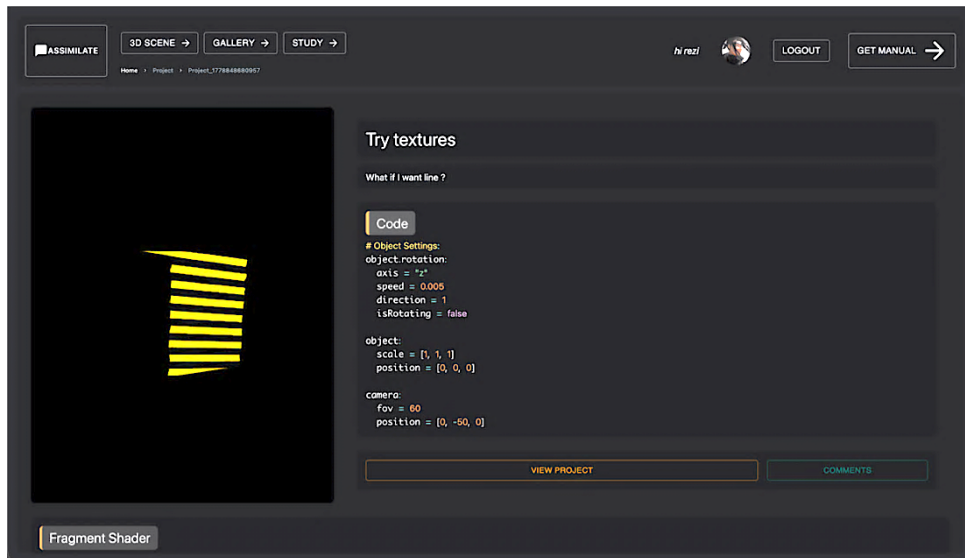 ASSIMILATE
3D SCENE →
GALLERY →
STUDY →
Home › Project › Project_1778848680957
hi rezi
LOGOUT
GET MANUAL →
Try textures
What if I want line ?
Code
# Object Settings:
object.rotation:
axis = "z"
speed = 0.005
direction = 1
isRotating = false
object:
scale = [1, 1, 1]
position = [0, 0, 0]
camera:
fov = 60
position = [0, -50, 0]
VIEW PROJECT
COMMENTS
Fragment Shader